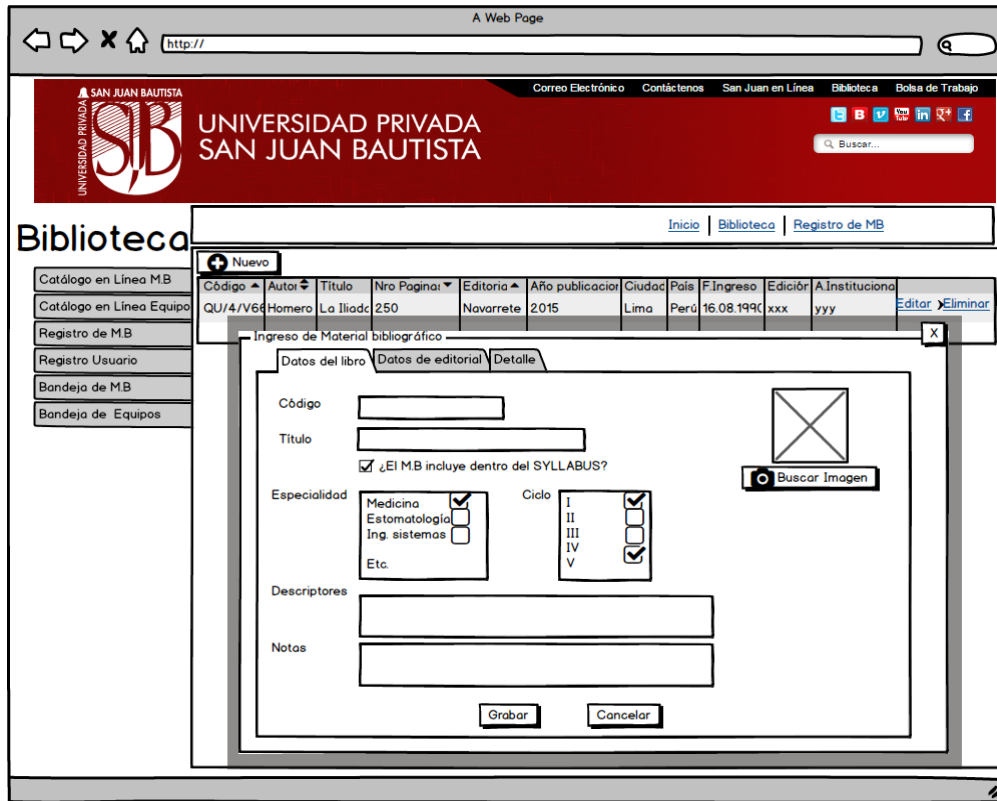 A Web Page
http://
Correo Electrónico Contáctenos San Juan en Línea Biblioteca Bolsa de Trabajo
SAN JUAN BAUTISTA
UNIVERSIDAD PRIVADA
SJB
UNIVERSIDAD PRIVADA
SAN JUAN BAUTISTA
You Tube in
Buscar...
Biblioteca
Inicio Biblioteca Registro de MB
Catálogo en Línea M.B
Catálogo en Línea Equipo
Registro de M.B
Registro Usuario
Bandeja de M.B
Bandeja de Equipos
Nuevo
Código Autor Título Nro Paginas Editoria Año publicacion Ciudad País F.Ingreso Edición A.Instituciona
QU/4/V66 Homero La Iliada 250 Navarrete 2015 Lima Perú 16.08.1990 xxx yyy Editar Eliminar
Ingreso de Material bibliográfico X
Datos del libro Datos de editorial Detalle
Código
Título
¿El M.B incluye dentro del SYLLABUS?
Buscar Imagen
Especialidad
Medicina
Estomatología
Ing. sistemas
Etc.
Ciclo
I
II
III
IV
V
Descriptores
Notas
Grabar Cancelar